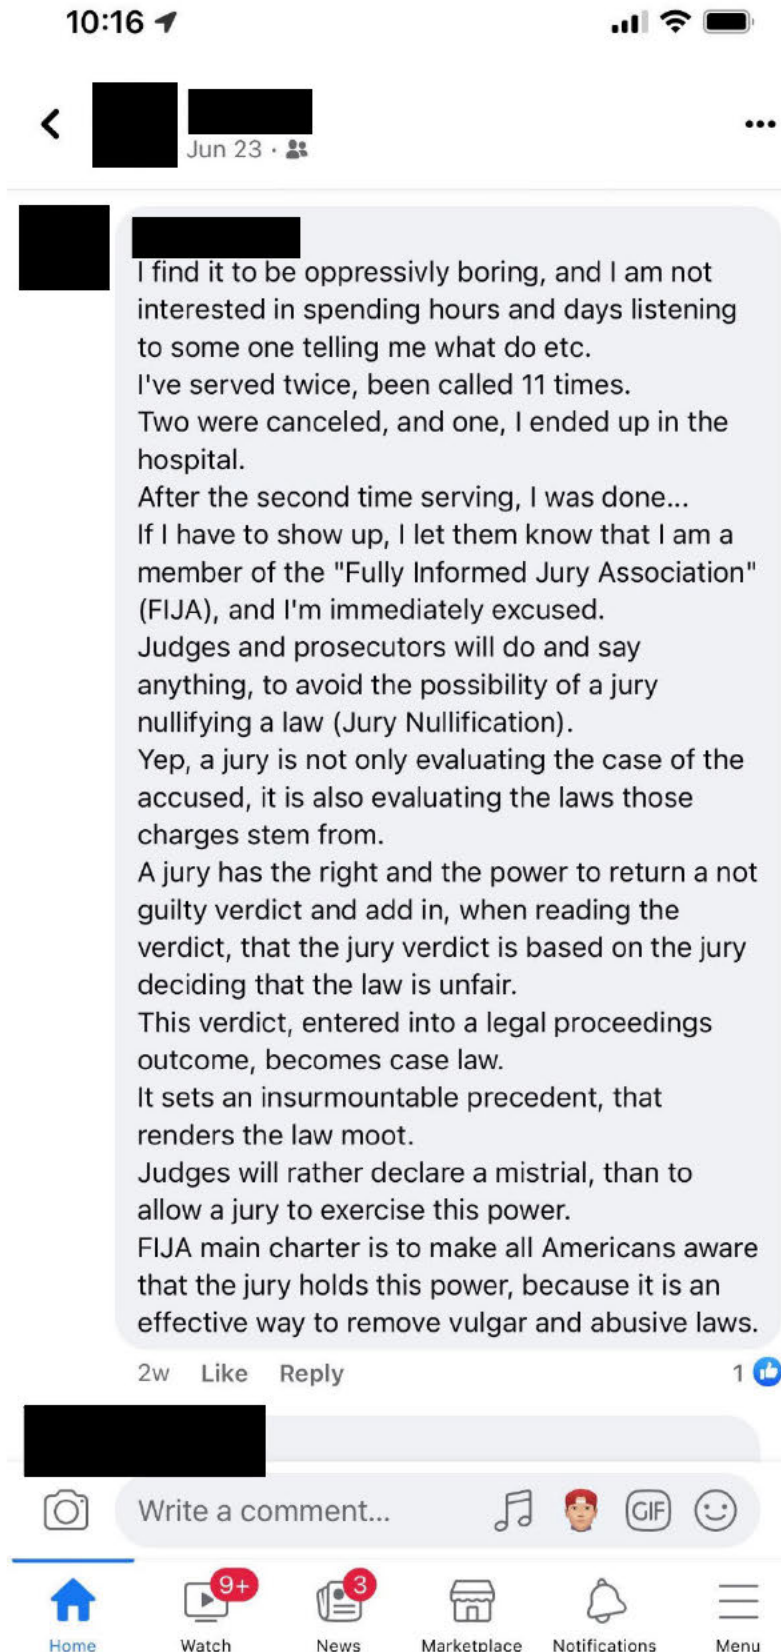 10:16
Jun 23 ·
I find it to be oppressivly boring, and I am not
interested in spending hours and days listening
to some one telling me what do etc.
I've served twice, been called 11 times.
Two were canceled, and one, I ended up in the
hospital.
After the second time serving, I was done...
If I have to show up, I let them know that I am a
member of the "Fully Informed Jury Association"
(FIJA), and I'm immediately excused.
Judges and prosecutors will do and say
anything, to avoid the possibility of a jury
nullifying a law (Jury Nullification).
Yep, a jury is not only evaluating the case of the
accused, it is also evaluating the laws those
charges stem from.
A jury has the right and the power to return a not
guilty verdict and add in, when reading the
verdict, that the jury verdict is based on the jury
deciding that the law is unfair.
This verdict, entered into a legal proceedings
outcome, becomes case law.
It sets an insurmountable precedent, that
renders the law moot.
Judges will rather declare a mistrial, than to
allow a jury to exercise this power.
FIJA main charter is to make all Americans aware
that the jury holds this power, because it is an
effective way to remove vulgar and abusive laws.
2w Like Reply 1
Write a comment... GIF
9+ 3
Home Watch News Marketplace Notifications Menu